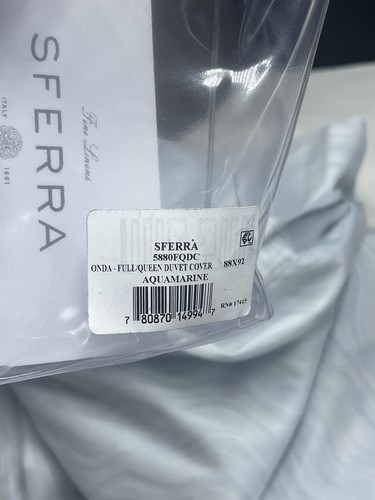 SFERRA
Fine Linens
ITALY
1891
SFERRA
5880FQDC
ONDA - FULL/QUEEN DUVET COVER 88X92
AQUAMARINE
RN# 17415
7 80870 14994 7